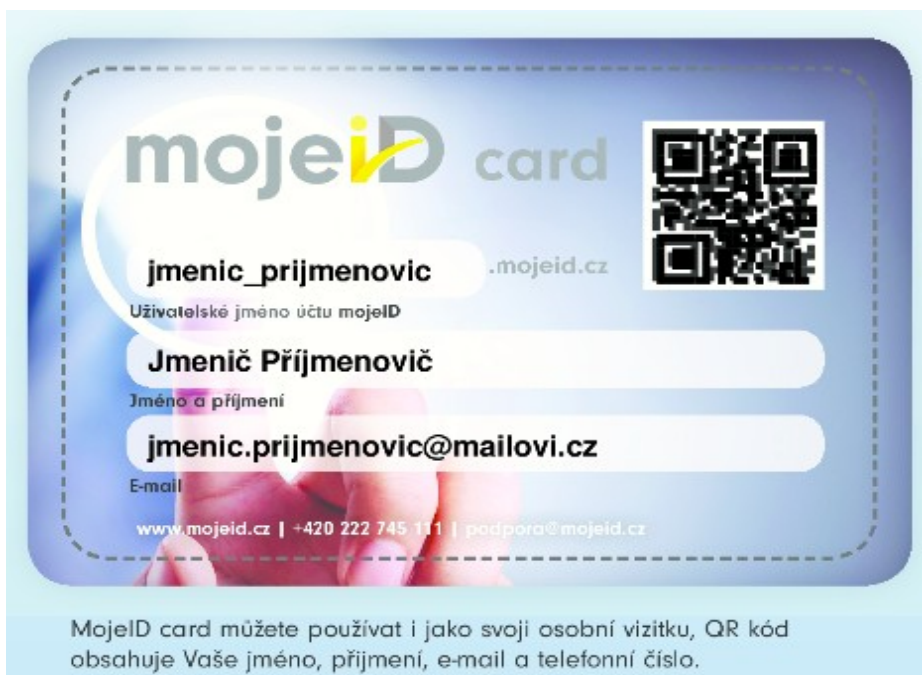 mojeiD card
jmenic_prijmenovic .mojeid.cz
Uživatelské jméno účtu mojeID
Jmenič Příjmenovič
Jméno a příjmení
jmenic.prijmenovic@mailovi.cz
E-mail
www.mojeid.cz | +420 222 745 111 | podpora@mojeid.cz
MojeID card můžete používat i jako svoji osobní vizitku, QR kód
obsahuje Vaše jméno, přijmení, e-mail a telefonní číslo.